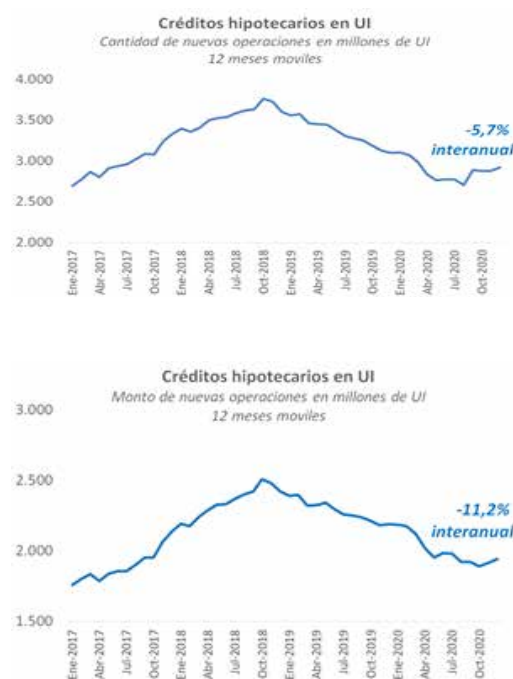 Créditos hipotecarios en UI
Cantidad de nuevas operaciones en millones de UI
12 meses moviles
4.000
3.500
3.000
2.500
2.000
-5,7%
interanual
Ene-2017
Abr-2017
Jul-2017
Oct-2017
Ene-2018
Abr-2018
Jul-2018
Oct-2018
Ene-2019
Abr-2019
Jul-2019
Oct-2019
Ene-2020
Abr-2020
Jul-2020
Oct-2020
Créditos hipotecarios en UI
Monto de nuevas operaciones en millones de UI
12 meses moviles
3.000
2.500
2.000
1.500
-11,2%
interanual
Ene-2017
Abr-2017
Jul-2017
Oct-2017
Ene-2018
Abr-2018
Jul-2018
Oct-2018
Ene-2019
Abr-2019
Jul-2019
Oct-2019
Ene-2020
Abr-2020
Jul-2020
Oct-2020